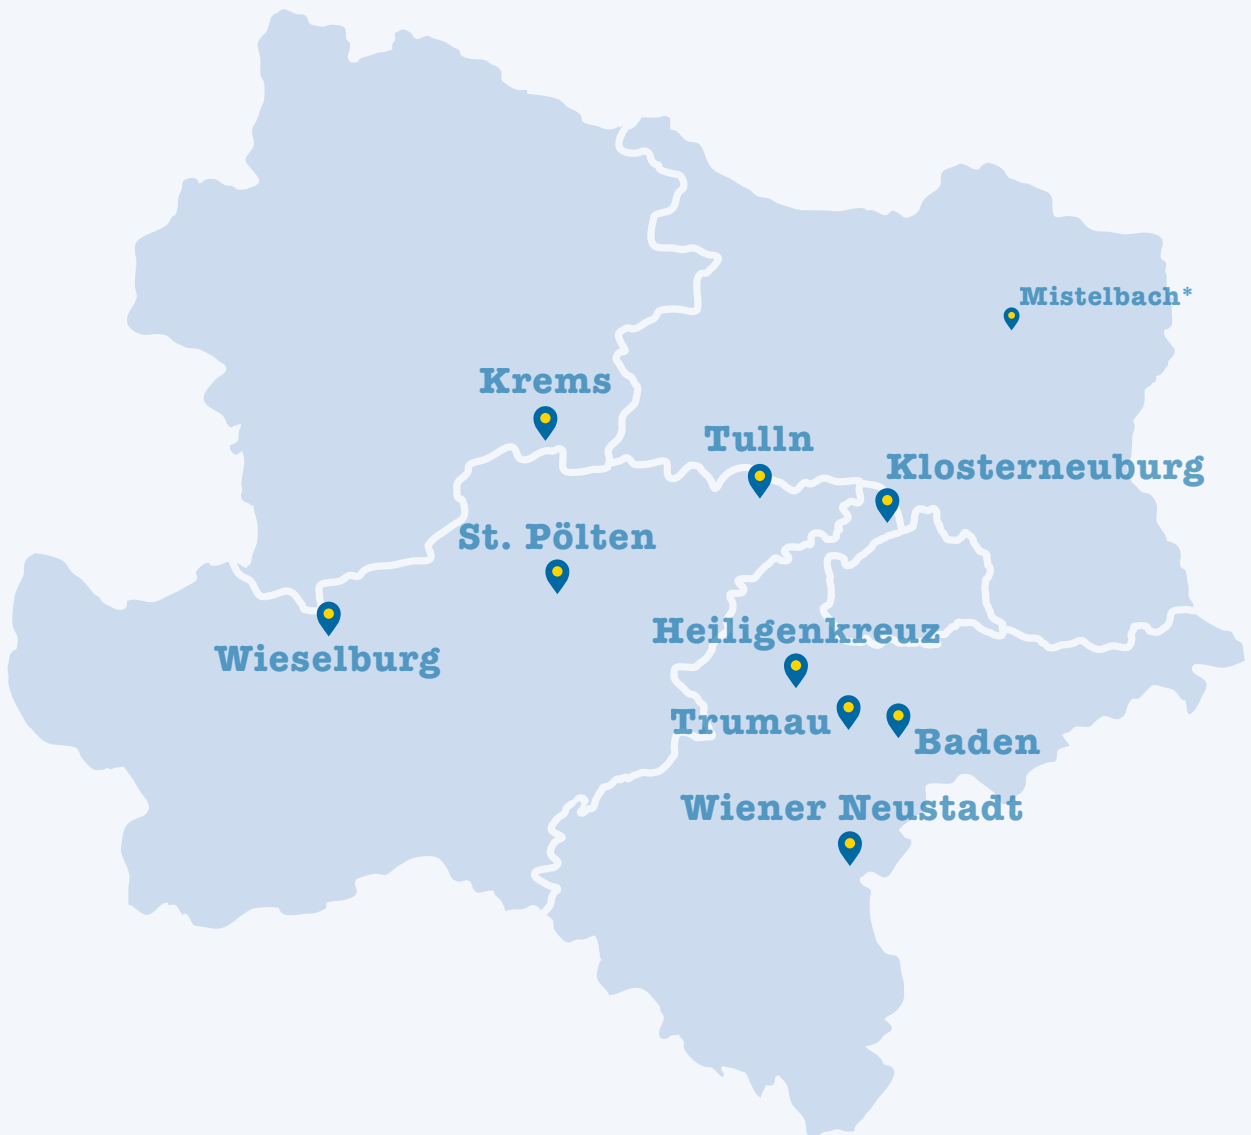 Mistelbach*
Krems
Tulln
Klosterneuburg
St. Pölten
Heiligenkreuz
Wieselburg
Trumau
Baden
Wiener Neustadt